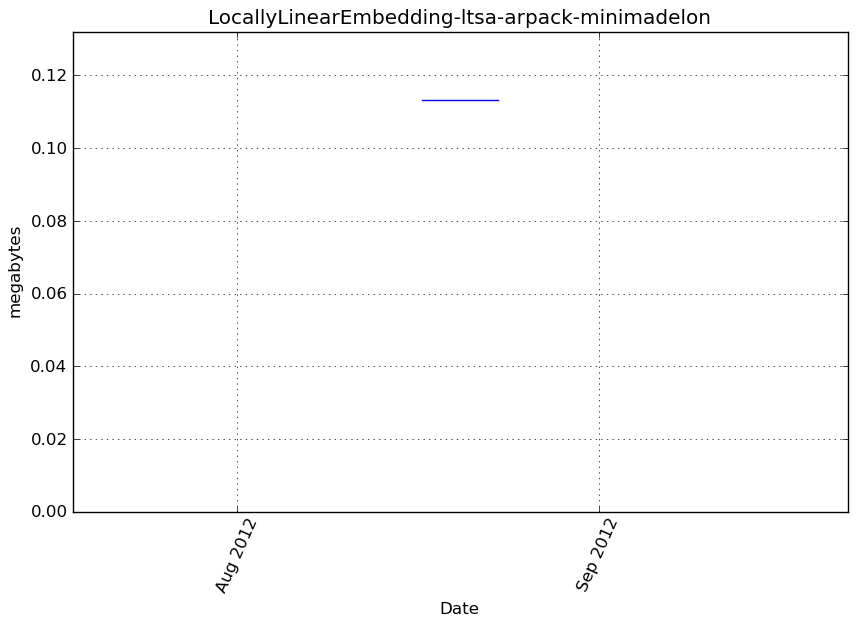 LocallyLinearEmbedding-ltsa-arpack-minimadelon
0.12
0.10
0.08
0.06
0.04
0.02
0.00
megabytes
Aug 2012
Sep 2012
Date